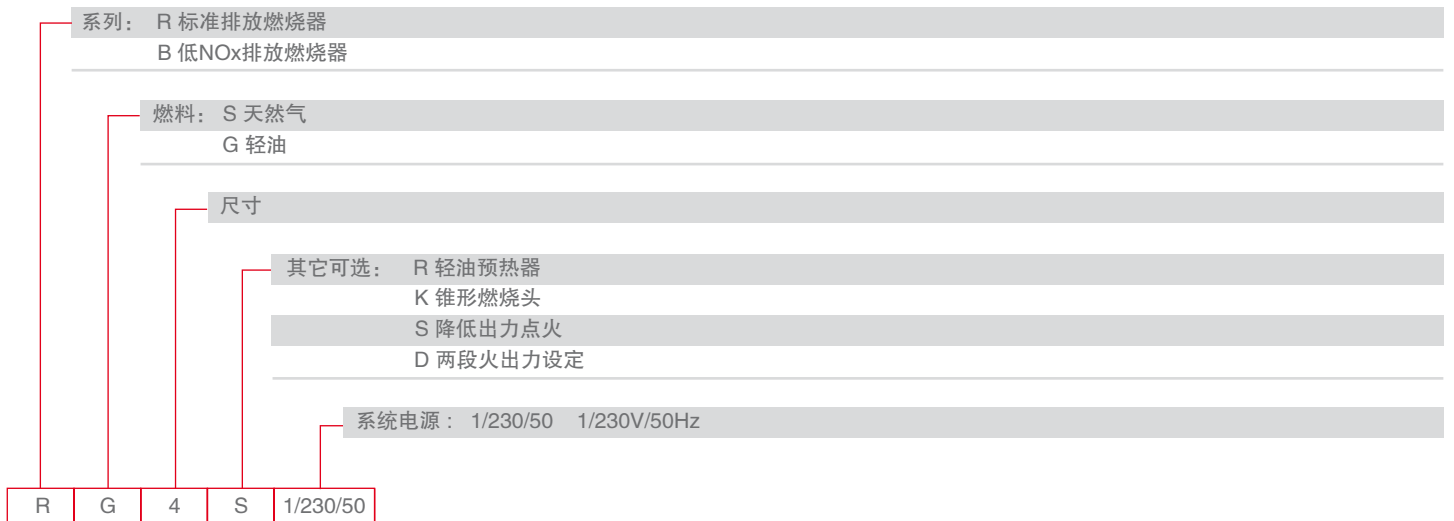 系列： R 标准排放燃烧器
B 低NOx排放燃烧器
燃料： S 天然气
G 轻油
尺寸
其它可选： R 轻油预热器
K 锥形燃烧头
S 降低出力点火
D 两段火出力设定
系统电源： 1/230/50 1/230V/50Hz
R G 4 S 1/230/50